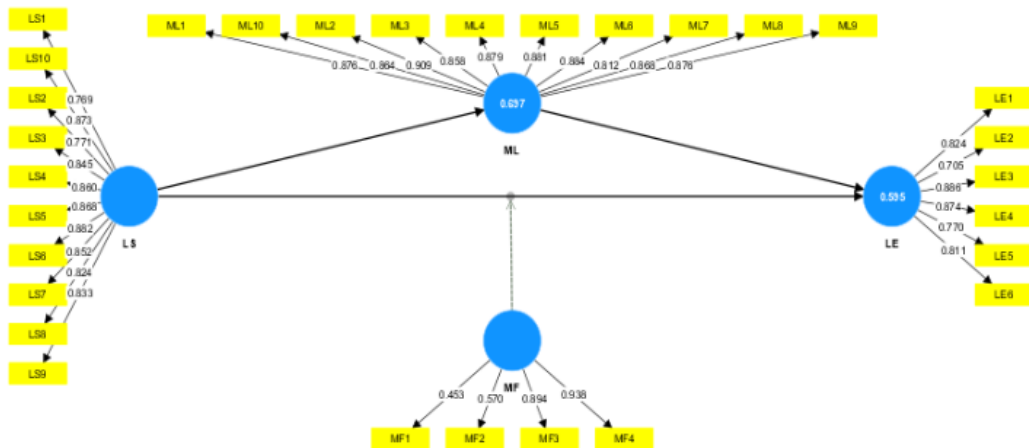 LS1
LS10
LS2
LS3
LS4
LS5
LS6
LS7
LS8
LS9
0.769
0.873
0.771
0.845
0.860
0.868
0.882
0.852
0.824
0.833
LS
ML1 ML10 ML2 ML3 ML4 ML5 ML6 ML7 ML8 ML9
0.876 0.864 0.909 0.858 0.879 0.881 0.884 0.812 0.868 0.876
0.697
ML
LE1
LE2
LE3
LE4
LE5
LE6
0.824
0.705
0.886
0.874
0.770
0.811
0.595
LE
MF
0.453 0.570 0.894 0.938
MF1 MF2 MF3 MF4